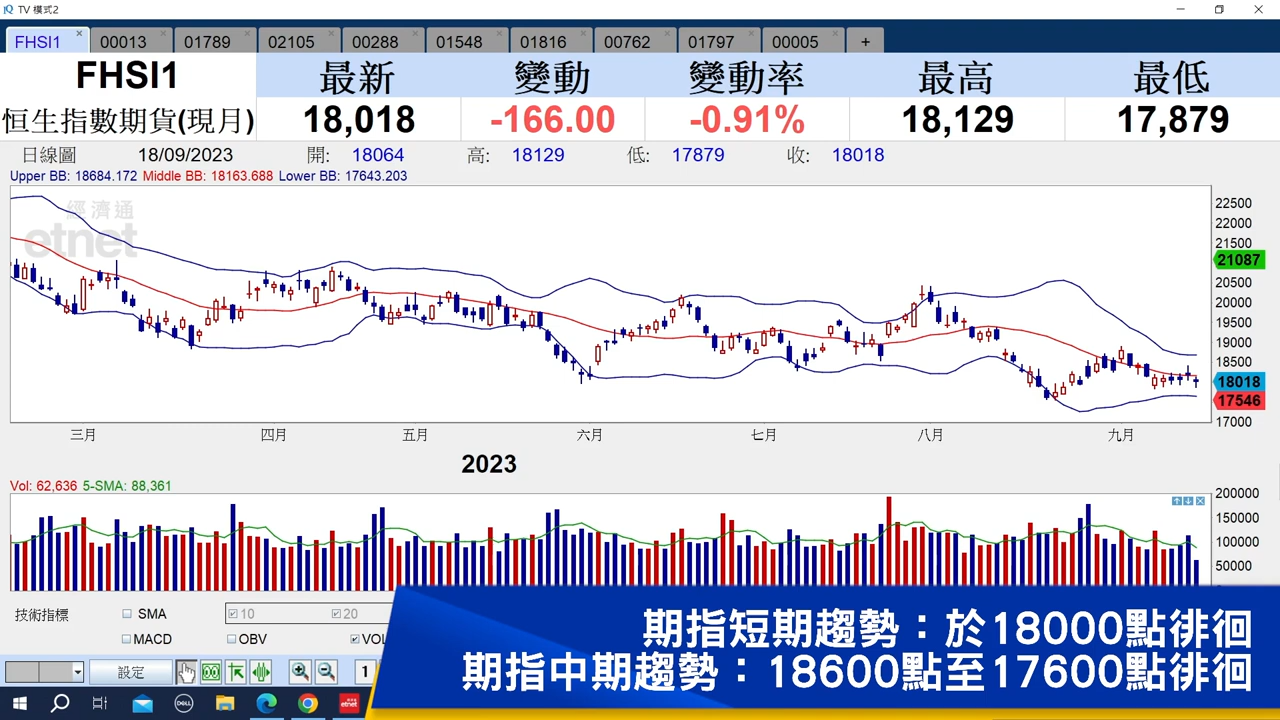 TV 模式2
FHSI1 00013 01789 02105 00288 01548 01816 00762 01797 00005 +
FHSI1 最新 變動 變動率 最高 最低
恒生指數期貨(現月) 18,018 -166.00 -0.91% 18,129 17,879
日線圖 18/09/2023 開: 18064 高: 18129 低: 17879 收: 18018
Upper BB: 18684.172 Middle BB: 18163.688 Lower BB: 17643.203
經濟通
etnet
22500
22000
21500
21087
20500
20000
19500
19000
18500
18018
17546
17000
三月 四月 五月 六月 七月 八月 九月
2023
Vol: 62,636 5-SMA: 88,361
200000
150000
100000
50000
技術指標 SMA 10 20
MACD OBV VOL
設定 1
期指短期趨勢：於18000點徘徊
期指中期趨勢：18600點至17600點徘徊
DELL
etnet